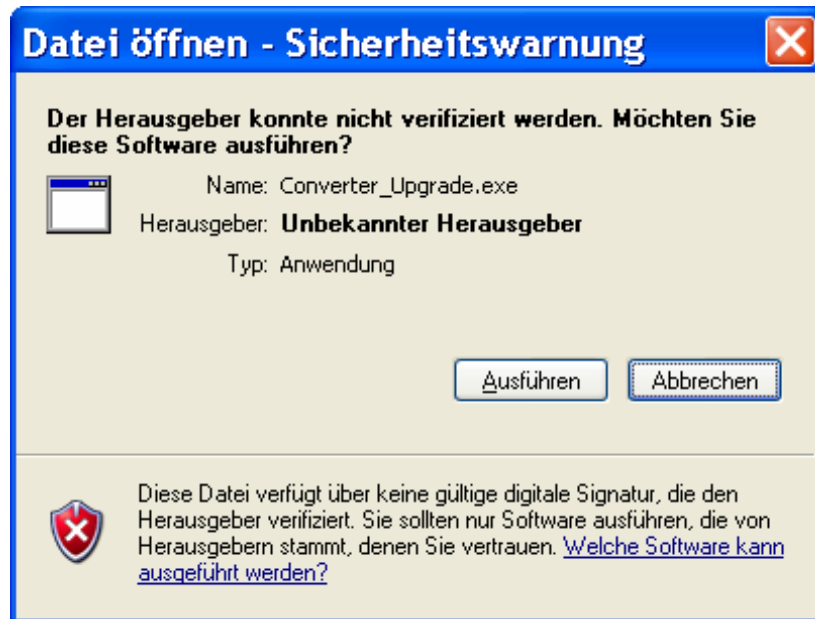 Datei öffnen - Sicherheitswarnung
Der Herausgeber konnte nicht verifiziert werden. Möchten Sie
diese Software ausführen?
Name: Converter_Upgrade.exe
Herausgeber: Unbekannter Herausgeber
Typ: Anwendung
Ausführen Abbrechen
Diese Datei verfügt über keine gültige digitale Signatur, die den
Herausgeber verifiziert. Sie sollten nur Software ausführen, die von
Herausgebern stammt, denen Sie vertrauen. Welche Software kann
ausgeführt werden?